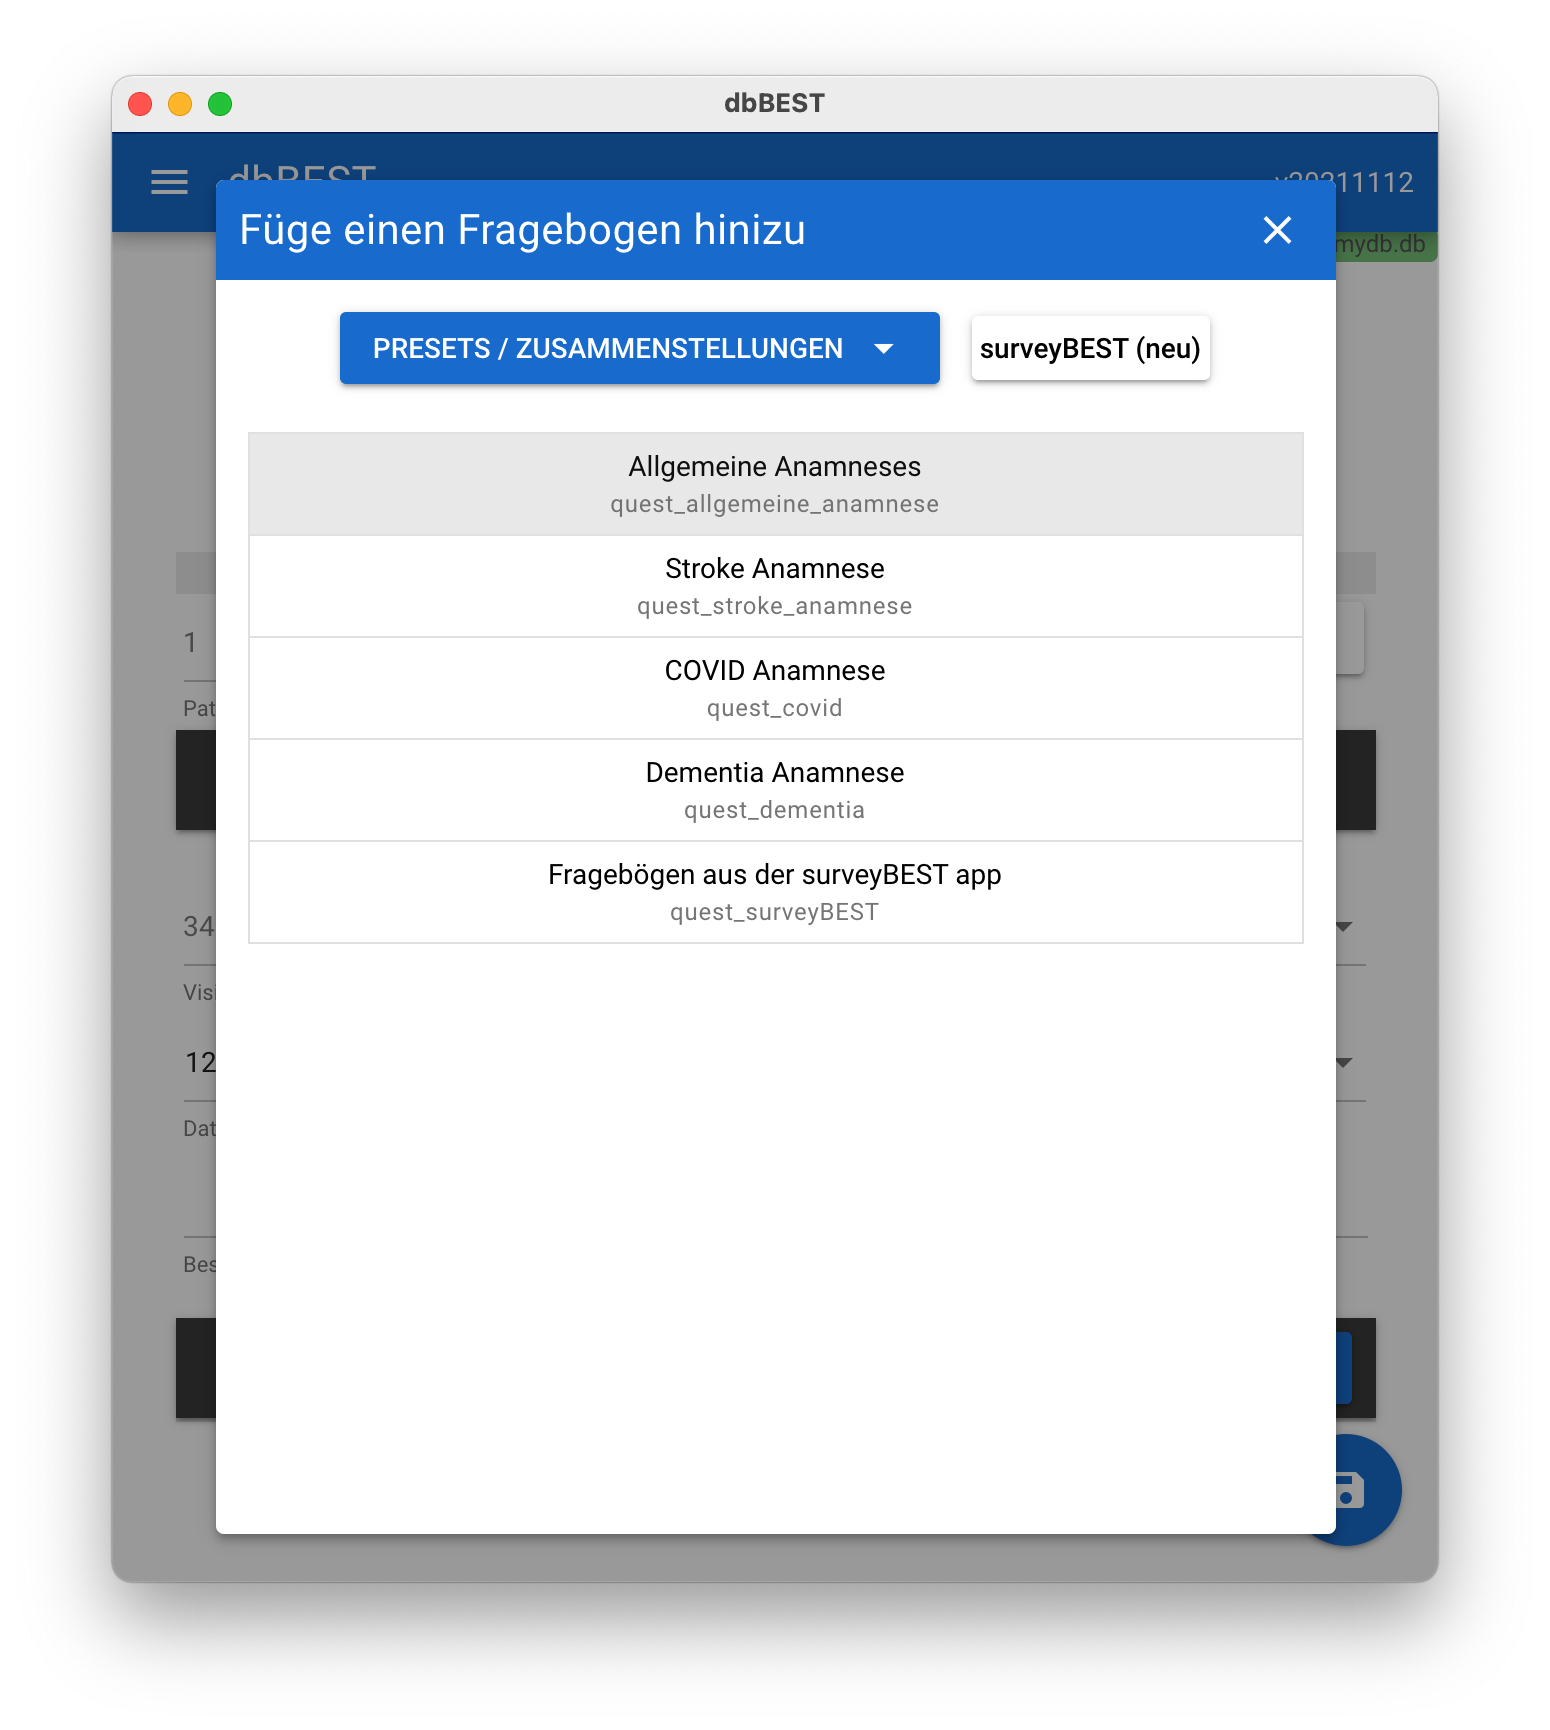 dbBEST
dbBEST
v20211112
mydb.db
Füge einen Fragebogen hinizu
PRESETS / ZUSAMMENSTELLUNGEN
surveyBEST (neu)
Allgemeine Anamneses
quest_allgemeine_anamnese
Stroke Anamnese
quest_stroke_anamnese
COVID Anamnese
quest_covid
Dementia Anamnese
quest_dementia
Fragebögen aus der surveyBEST app
quest_surveyBEST
1
Pat
34
Visi
12
Dat
Bes